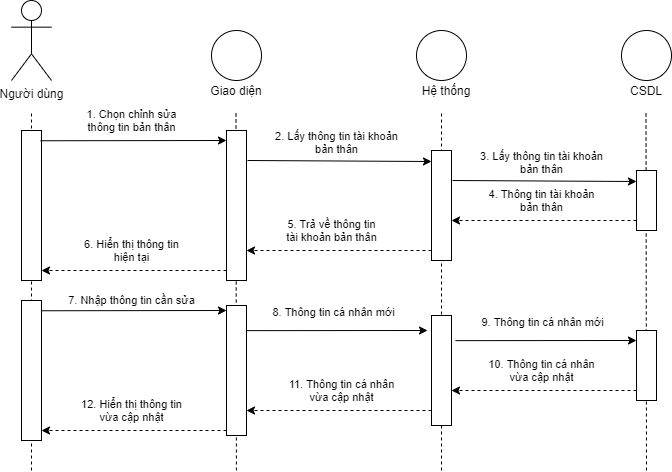 Người dùng
Giao diện
Hệ thống
CSDL
1. Chọn chỉnh sửa
thông tin bản thân
2. Lấy thông tin tài khoản
bản thân
3. Lấy thông tin tài khoản
bản thân
4. Thông tin tài khoản
bản thân
5. Trả về thông tin
tài khoản bản thân
6. Hiển thị thông tin
hiện tại
7. Nhập thông tin cần sửa
8. Thông tin cá nhân mới
9. Thông tin cá nhân mới
10. Thông tin cá nhân
vừa cập nhật
11. Thông tin cá nhân
vừa cập nhật
12. Hiển thị thông tin
vừa cập nhật